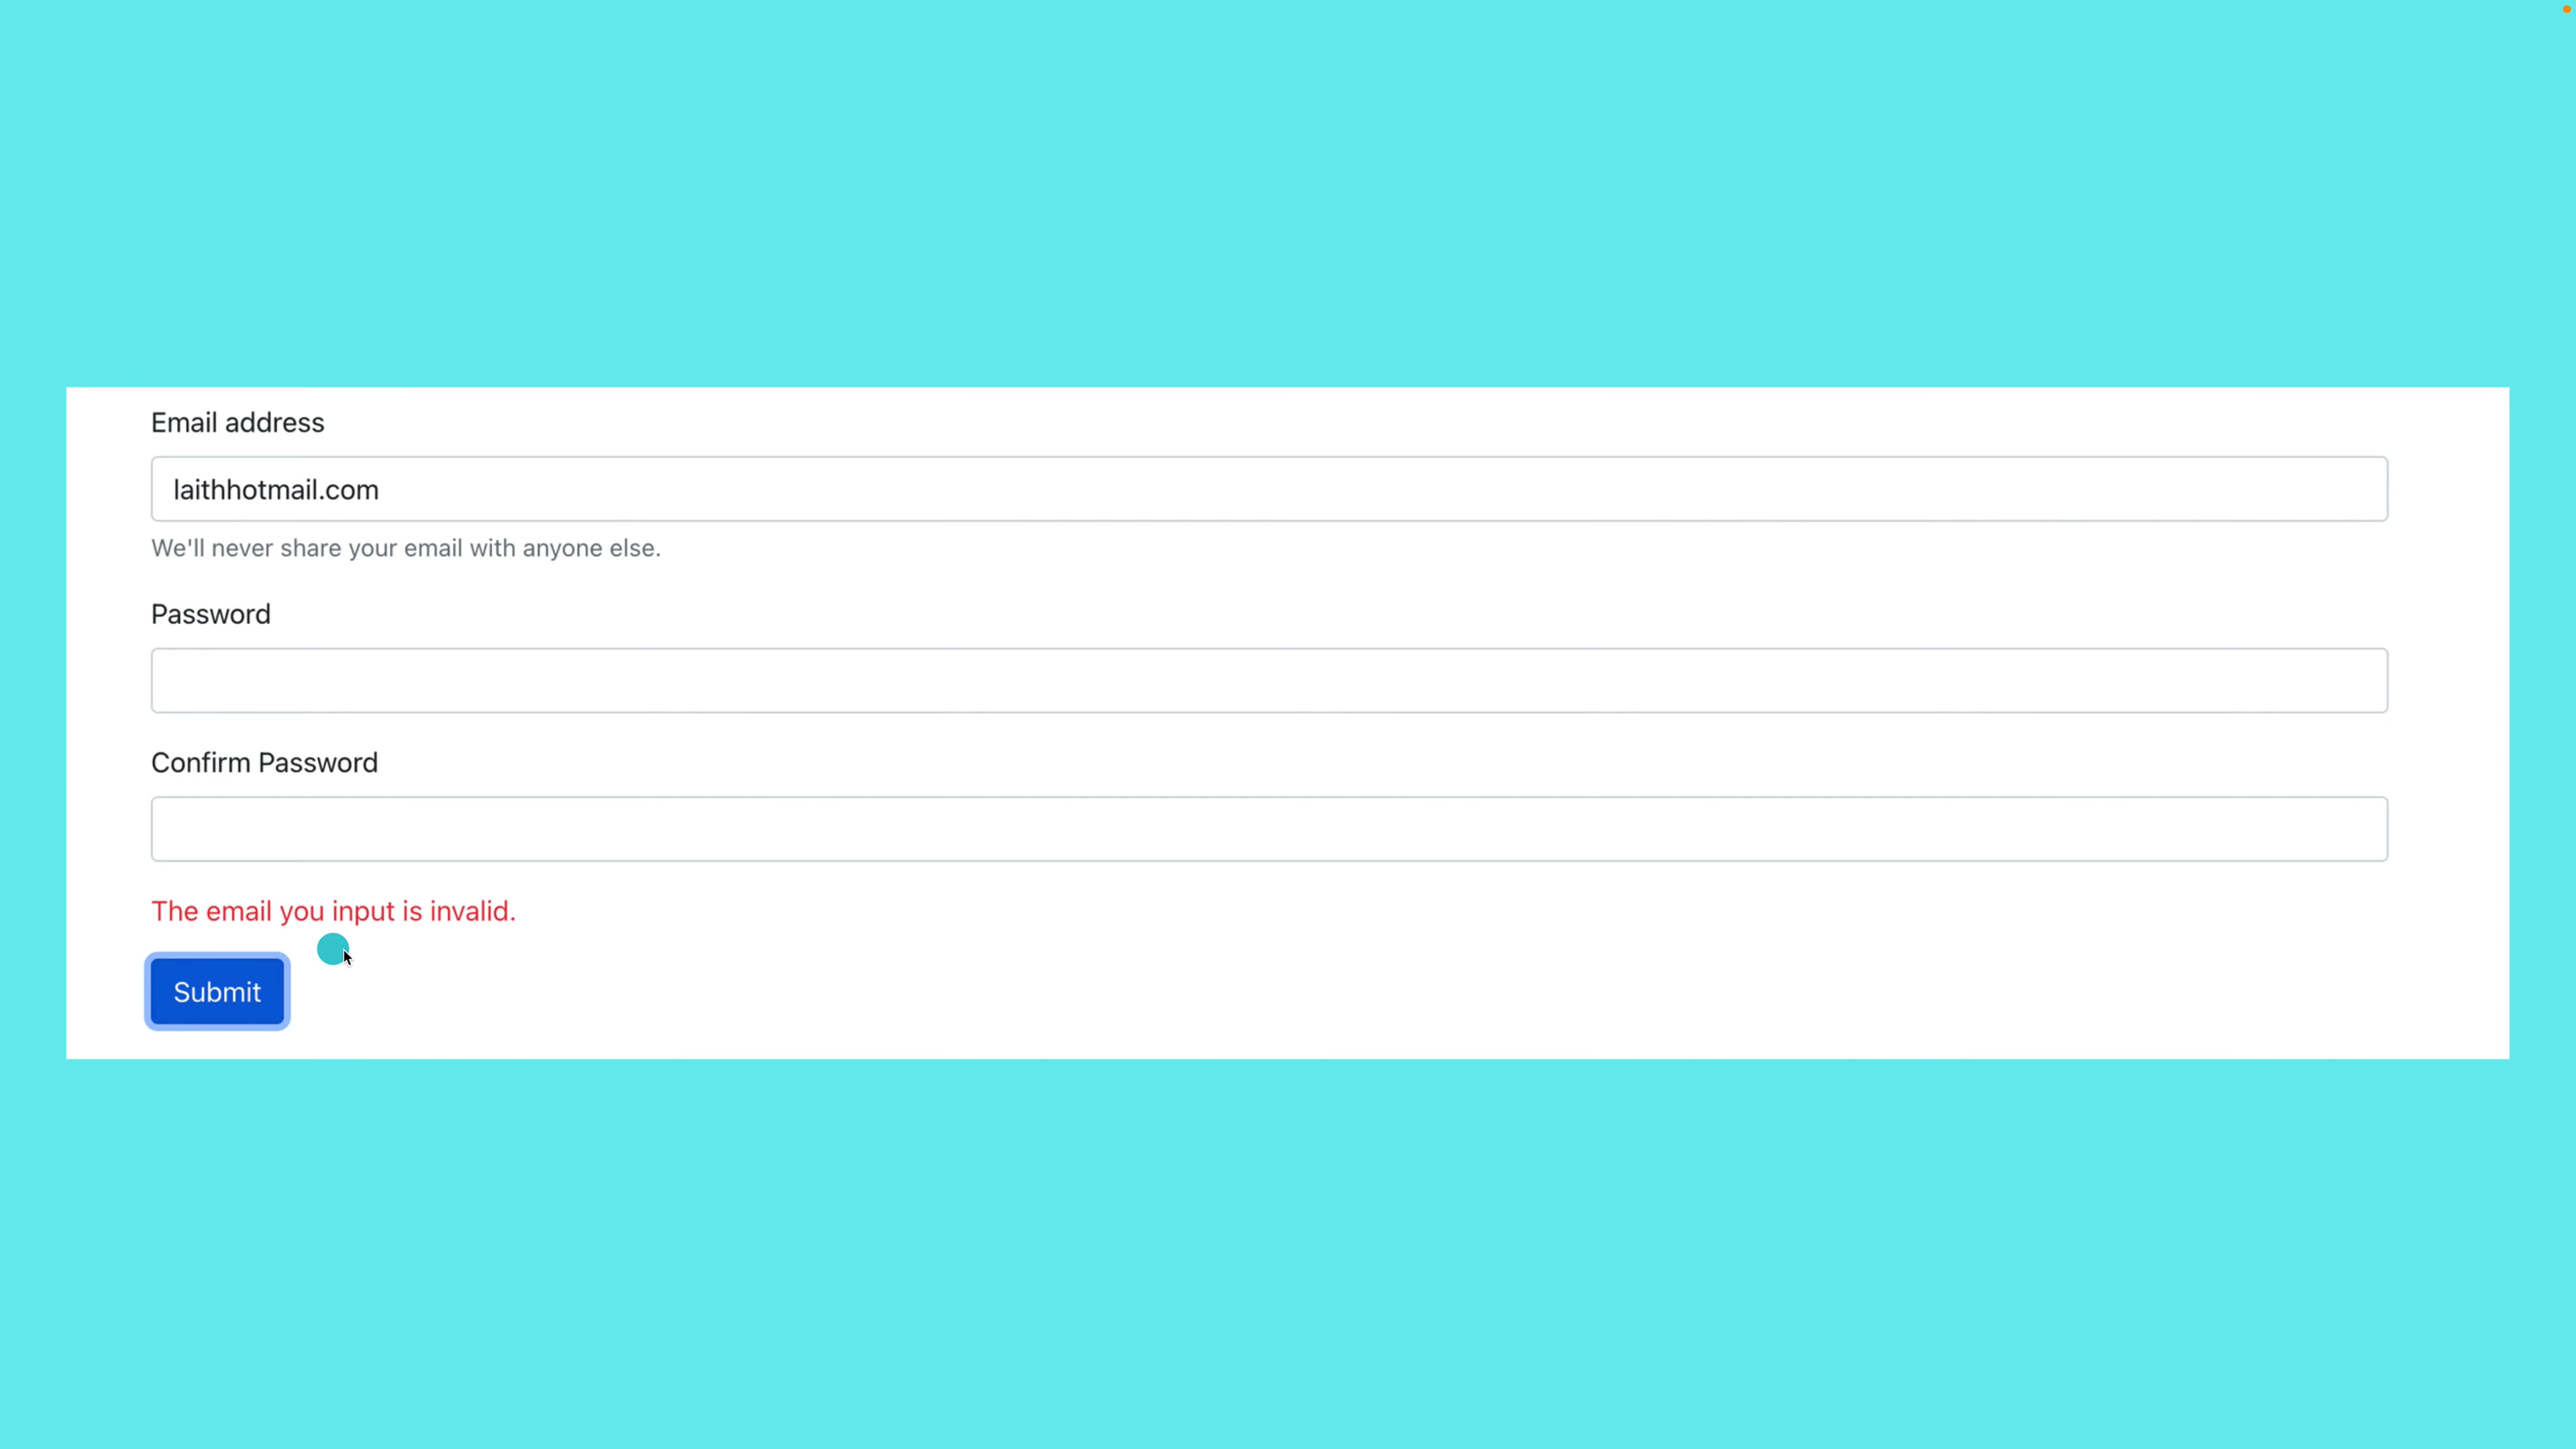 Email address
laithhotmail.com
We'll never share your email with anyone else.
Password
Confirm Password
The email you input is invalid.
Submit